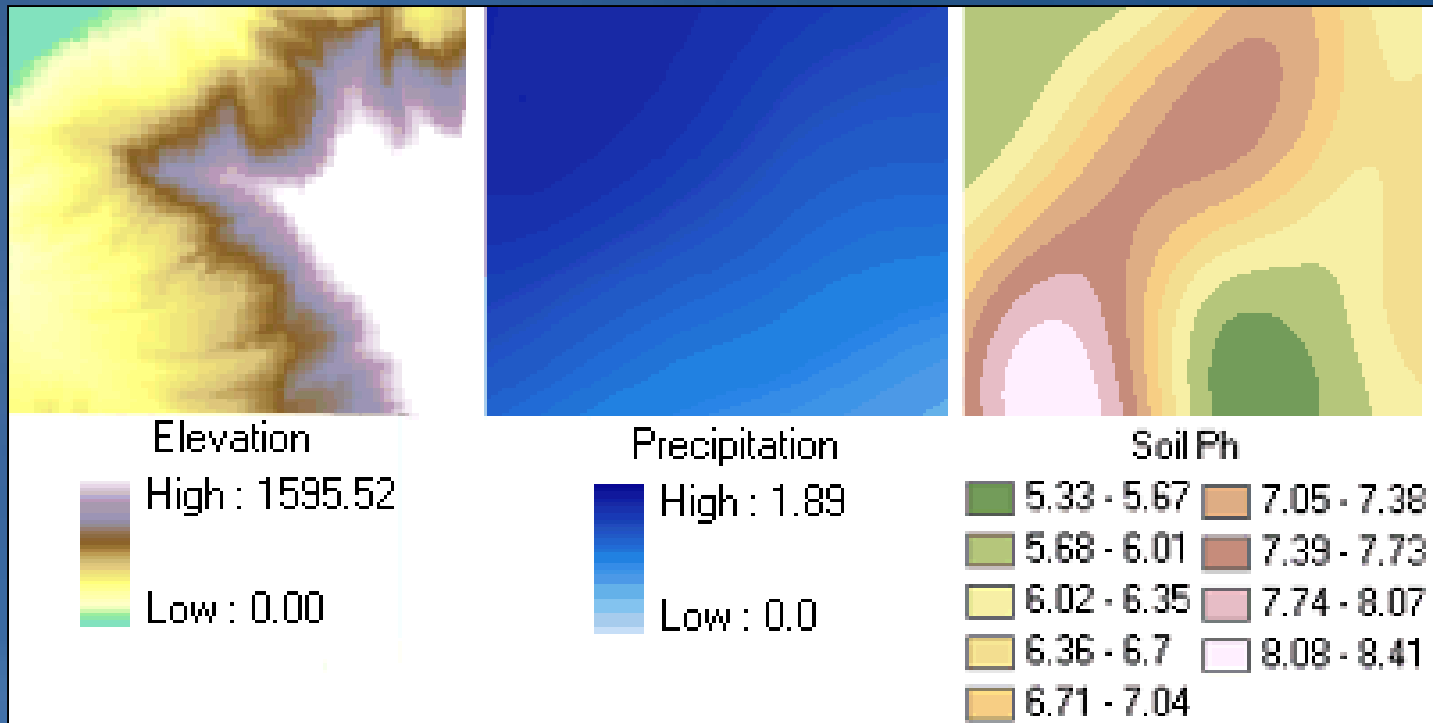 Elevation
High : 1595.52
Low : 0.00
Precipitation
High : 1.89
Low : 0.0
Soil Ph
5.33 - 5.67
5.68 - 6.01
6.02 - 6.35
6.36 - 6.7
6.71 - 7.04
7.05 - 7.38
7.39 - 7.73
7.74 - 8.07
8.08 - 8.41